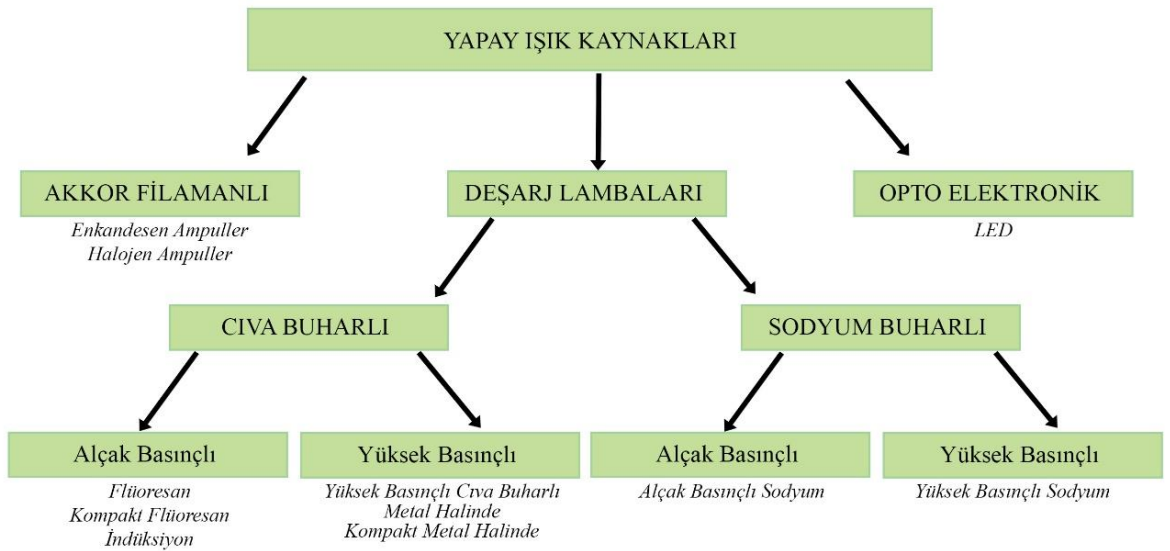 YAPAY IŞIK KAYNAKLARI
AKKOR FİLAMANLI
Enkandesen Ampuller
Halojen Ampuller
DEŞARJ LAMBALARI
OPTO ELEKTRONİK
LED
CIVA BUHARLI
SODYUM BUHARLI
Alçak Basınçlı
Flüoresan
Kompakt Flüoresan
İndüksiyon
Yüksek Basınçlı
Yüksek Basınçlı Cıva Buharlı
Metal Halinde
Kompakt Metal Halinde
Alçak Basınçlı
Alçak Basınçlı Sodyum
Yüksek Basınçlı
Yüksek Basınçlı Sodyum